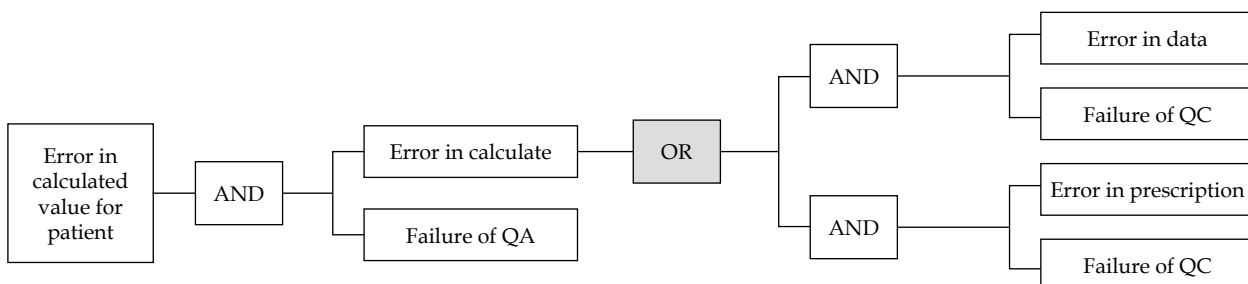 Error in
calculated
value for
patient
AND
Error in calculate
Failure of QA
OR
AND
Error in data
Failure of QC
AND
Error in prescription
Failure of QC